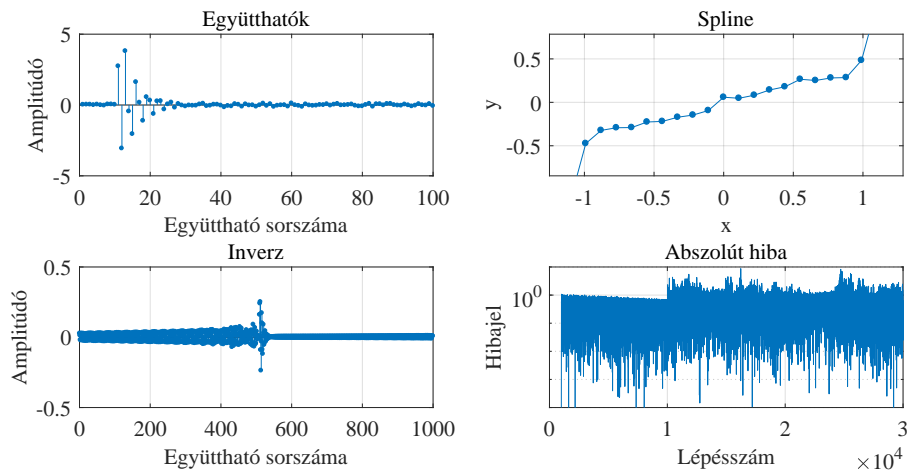 Együtthatók
Amplitúdó
5
0
-5
0
20
40
60
80
100
Együttható sorszáma
Spline
y
0.5
0
-0.5
-1
-0.5
0
0.5
1
x
Inverz
Amplitúdó
0.5
0
-0.5
0
200
400
600
800
1000
Együttható sorszáma
Abszolút hiba
Hibajel
10^0
0
1
2
3
Lépésszám
×10^4